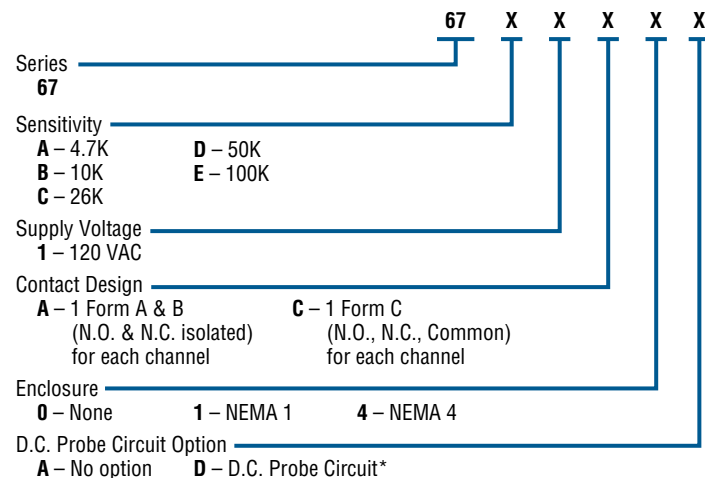 67 X X X X X
Series
67
Sensitivity
A – 4.7K D – 50K
B – 10K E – 100K
C – 26K
Supply Voltage
1 – 120 VAC
Contact Design
A – 1 Form A & B C – 1 Form C
(N.O. & N.C. isolated) (N.O., N.C., Common)
for each channel for each channel
Enclosure
0 – None 1 – NEMA 1 4 – NEMA 4
D.C. Probe Circuit Option
A – No option D – D.C. Probe Circuit*